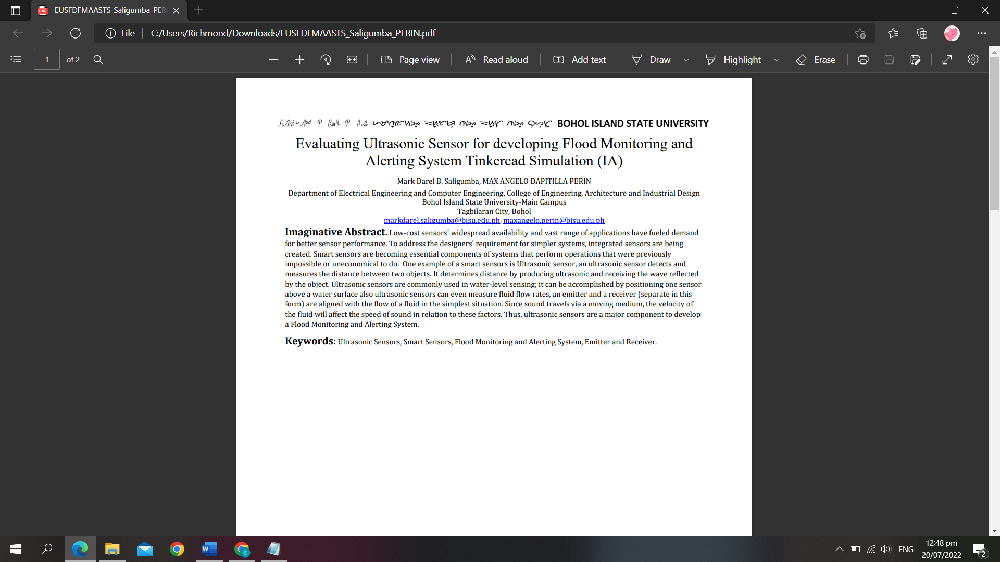 EUSFDFMAASTS_Saligumba_PER
File
C:/Users/Richmond/Downloads/EUSFDFMAASTS_Saligumba_PERIN.pdf
1 of 2
Page view
Read aloud
Add text
Draw
Highlight
Erase
BOHOL ISLAND STATE UNIVERSITY
Evaluating Ultrasonic Sensor for developing Flood Monitoring and
Alerting System Tinkercad Simulation (IA)
Mark Darel B. Saligumba, MAX ANGELO DAPITILLA PERIN
Department of Electrical Engineering and Computer Engineering, College of Engineering, Architecture and Industrial Design
Bohol Island State University-Main Campus
Tagbilaran City, Bohol
markdarel.saligumba@bisu.edu.ph, maxangelo.perin@bisu.edu.ph
Imaginative Abstract. Low-cost sensors' widespread availability and vast range of applications have fueled demand
for better sensor performance. To address the designers' requirement for simpler systems, integrated sensors are being
created. Smart sensors are becoming essential components of systems that perform operations that were previously
impossible or uneconomical to do. One example of a smart sensors is Ultrasonic sensor, an ultrasonic sensor detects and
measures the distance between two objects. It determines distance by producing ultrasonic and receiving the wave reflected
by the object. Ultrasonic sensors are commonly used in water-level sensing; it can be accomplished by positioning one sensor
above a water surface also ultrasonic sensors can even measure fluid flow rates, an emitter and a receiver (separate in this
form) are aligned with the flow of a fluid in the simplest situation. Since sound travels via a moving medium, the velocity of
the fluid will affect the speed of sound in relation to these factors. Thus, ultrasonic sensors are a major component to develop
a Flood Monitoring and Alerting System.
Keywords: Ultrasonic Sensors, Smart Sensors, Flood Monitoring and Alerting System, Emitter and Receiver.
ENG
12:48 pm
20/07/2022
2